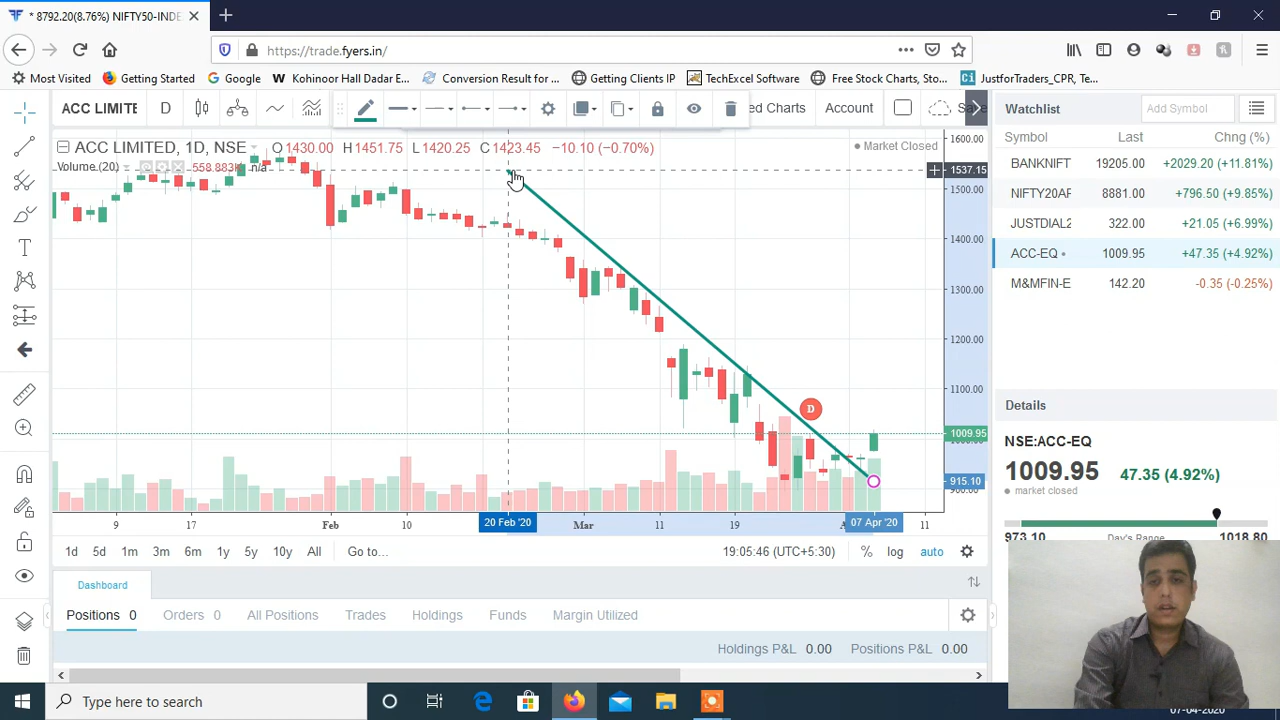 * 8792.20(8.76%) NIFTY50-INDE
https://trade.fyers.in/
Most Visited Getting Started Google Kohinoor Hall Dadar E... Conversion Result for ... Getting Clients IP TechExcel Software Free Stock Charts, Sto... JustforTraders_CPR, Te...
ACC LIMITE D ed Charts Account Sa
ACC LIMITED, 1D, NSE O 1430.00 H 1451.75 L 1420.25 C 1423.45 −10.10 (−0.70%)
Volume (20) 558.883K n/a
Market Closed
1600.00
1537.15
1500.00
1400.00
1300.00
1200.00
1100.00
D
1009.95
915.10
9 17 Feb 10 20 Feb '20 Mar 11 19 07 Apr '20 11
1d 5d 1m 3m 6m 1y 5y 10y All Go to... 19:05:46 (UTC+5:30) % log auto
Dashboard
Positions 0 Orders 0 All Positions Trades Holdings Funds Margin Utilized
Holdings P&L 0.00 Positions P&L 0.00
Watchlist Add Symbol
Symbol Last Chng (%)
BANKNIFT 19205.00 +2029.20 (+11.81%)
NIFTY20AF 8881.00 +796.50 (+9.85%)
JUSTDIAL2 322.00 +21.05 (+6.99%)
ACC-EQ 1009.95 +47.35 (+4.92%)
M&MFIN-E 142.20 -0.35 (-0.25%)
Details
NSE:ACC-EQ
1009.95 47.35 (4.92%)
market closed
973.10 Day's Range 1018.80
Type here to search
07-04-2020